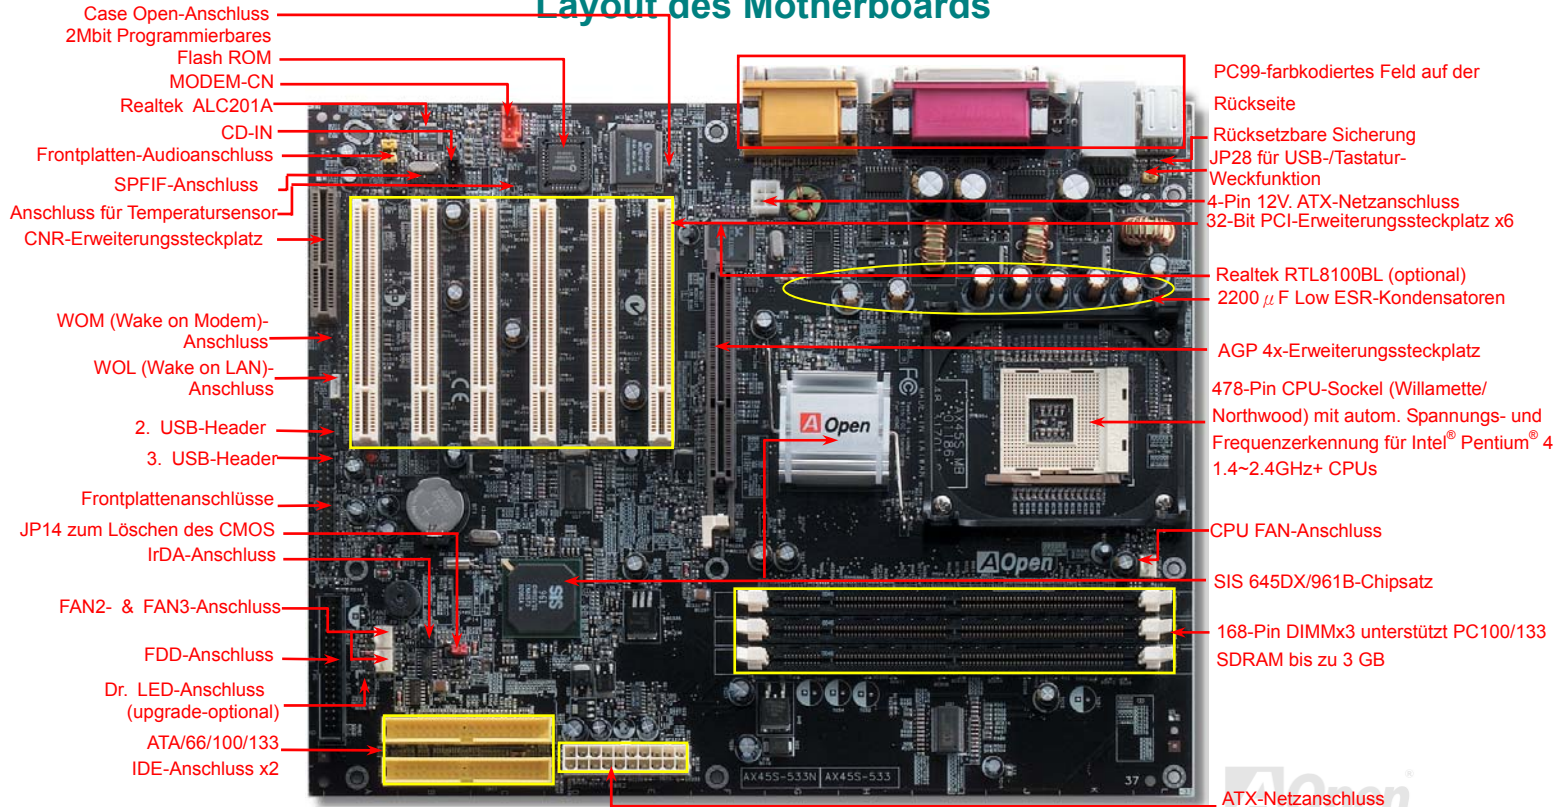 Layout des Motherboards
Case Open-Anschluss
2Mbit Programmierbares
Flash ROM
MODEM-CN
Realtek ALC201A
CD-IN
Frontplatten-Audioanschluss
SPFIF-Anschluss
Anschluss für Temperatursensor
CNR-Erweiterungssteckplatz
WOM (Wake on Modem)-
Anschluss
WOL (Wake on LAN)-
Anschluss
2. USB-Header
3. USB-Header
Frontplattenanschlüsse
JP14 zum Löschen des CMOS
IrDA-Anschluss
FAN2- & FAN3-Anschluss
FDD-Anschluss
Dr. LED-Anschluss
(upgrade-optional)
ATA/66/100/133
IDE-Anschluss x2
PC99-farbkodiertes Feld auf der
Rückseite
Rücksetzbare Sicherung
JP28 für USB-/Tastatur-
Weckfunktion
4-Pin 12V. ATX-Netzanschluss
32-Bit PCI-Erweiterungssteckplatz x6
Realtek RTL8100BL (optional)
2200 μF Low ESR-Kondensatoren
AGP 4x-Erweiterungssteckplatz
478-Pin CPU-Sockel (Willamette/
Northwood) mit autom. Spannungs- und
Frequenzerkennung für Intel® Pentium® 4
1.4~2.4GHz+ CPUs
CPU FAN-Anschluss
SIS 645DX/961B-Chipsatz
168-Pin DIMMx3 unterstützt PC100/133
SDRAM bis zu 3 GB
ATX-Netzanschluss
AOpen
AOpen
SiS
AX45S-533N AX45S-533
37
AOpen®